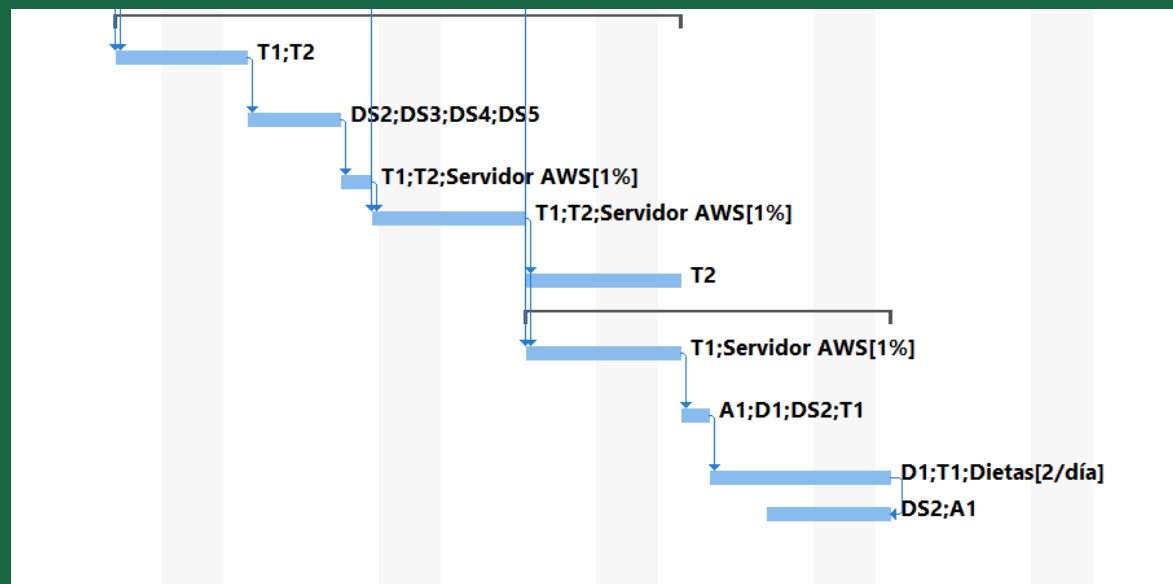 T1;T2
DS2;DS3;DS4;DS5
T1;T2;Servidor AWS[1%]
T1;T2;Servidor AWS[1%]
T2
T1;Servidor AWS[1%]
A1;D1;DS2;T1
D1;T1;Dietas[2/día]
DS2;A1